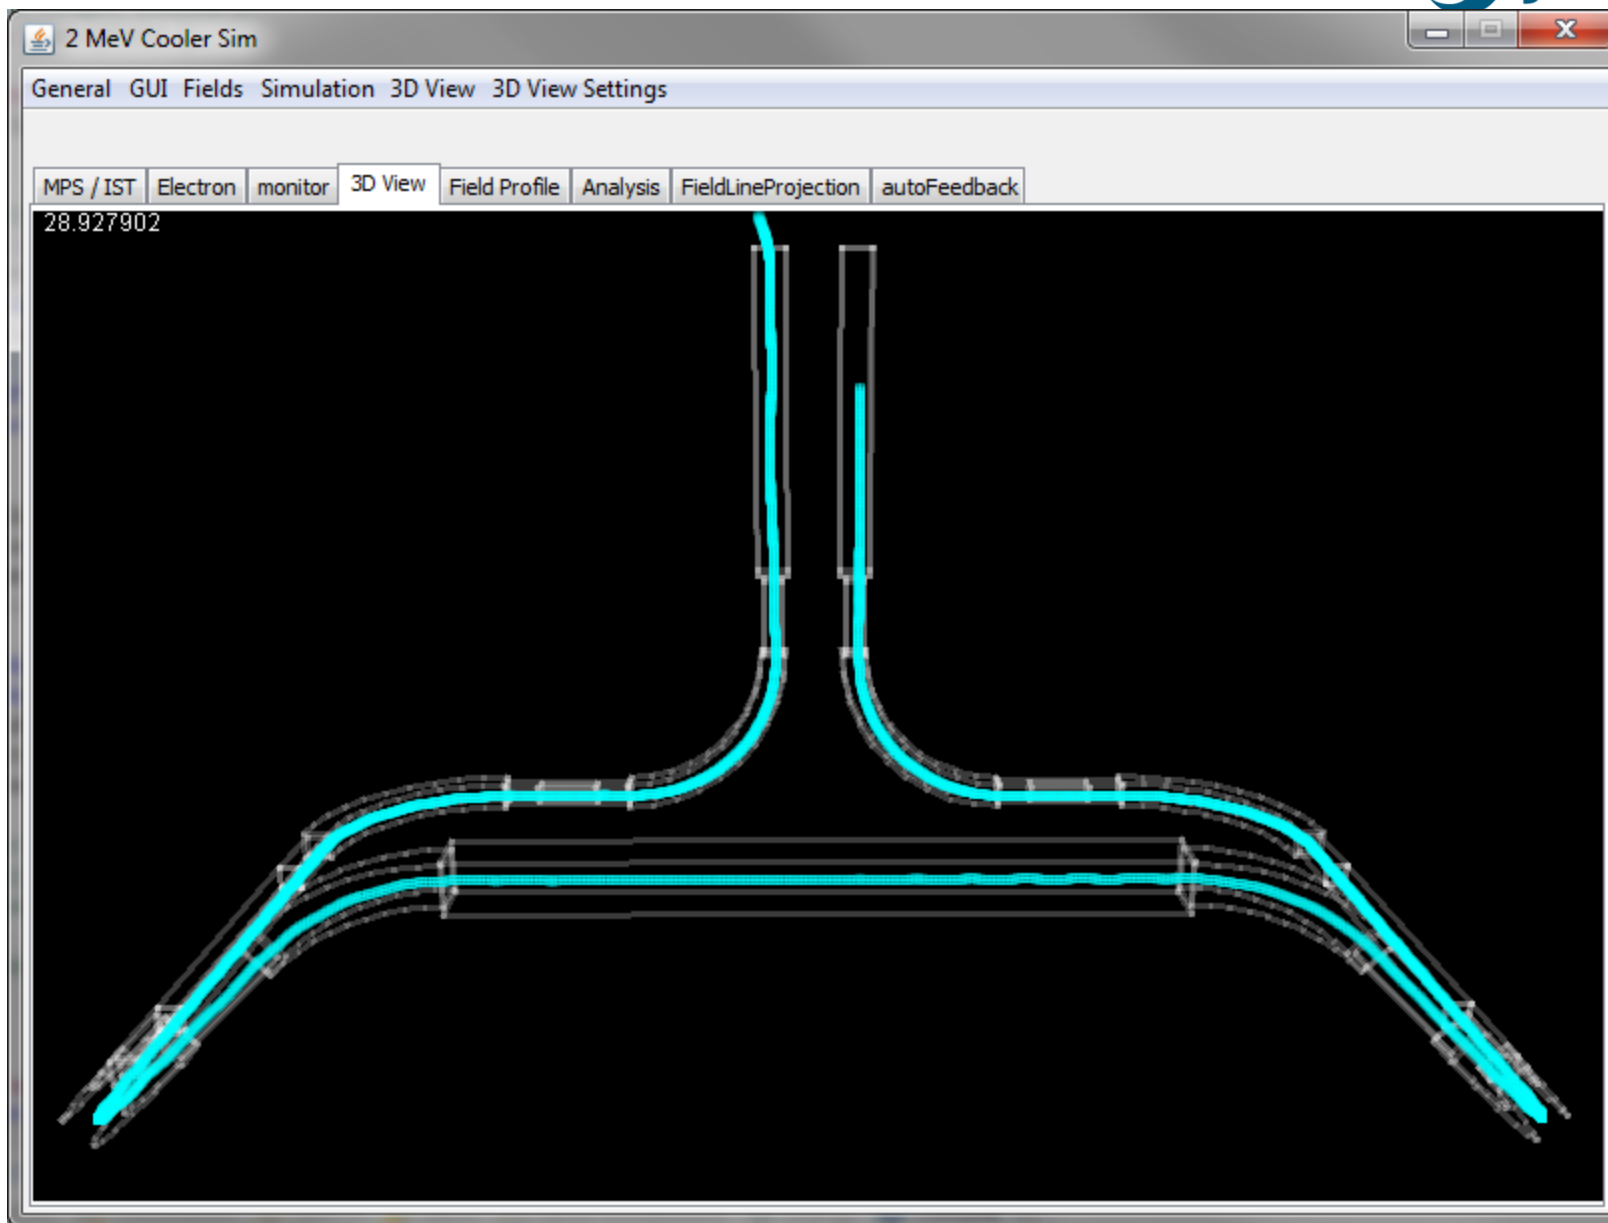 2 MeV Cooler Sim
General GUI Fields Simulation 3D View 3D View Settings
MPS / IST Electron monitor 3D View Field Profile Analysis FieldLineProjection autoFeedback
28.927902